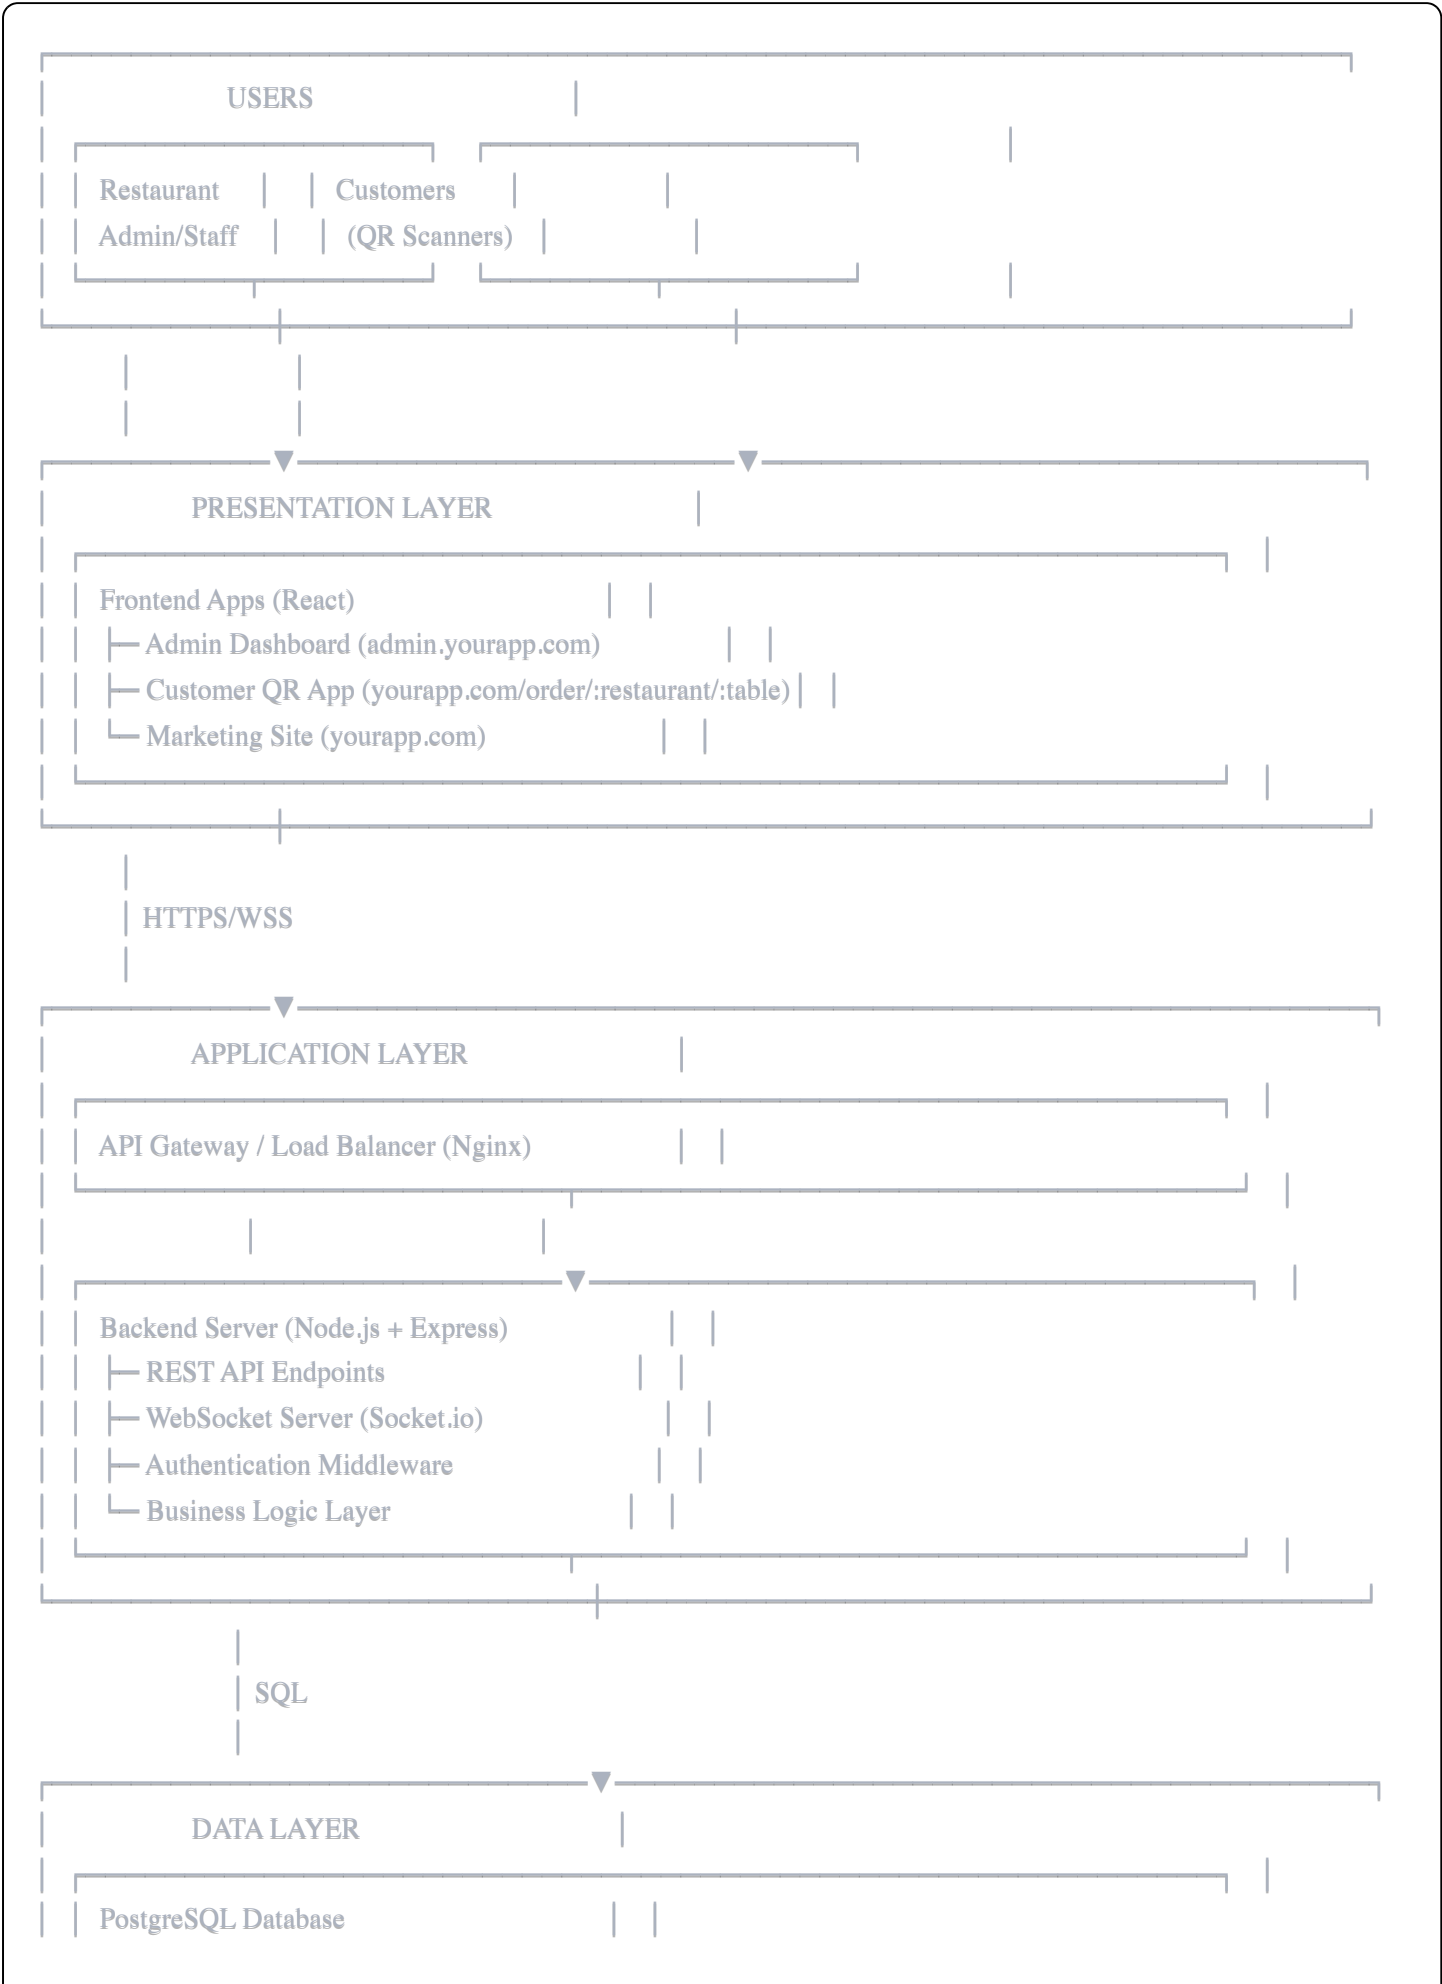 USERS
Restaurant Customers
Admin/Staff (QR Scanners)
PRESENTATION LAYER
Frontend Apps (React)
Admin Dashboard (admin.yourapp.com)
Customer QR App (yourapp.com/order/:restaurant/:table)
Marketing Site (yourapp.com)
HTTPS/WSS
APPLICATION LAYER
API Gateway / Load Balancer (Nginx)
Backend Server (Node.js + Express)
REST API Endpoints
WebSocket Server (Socket.io)
Authentication Middleware
Business Logic Layer
SQL
DATA LAYER
PostgreSQL Database